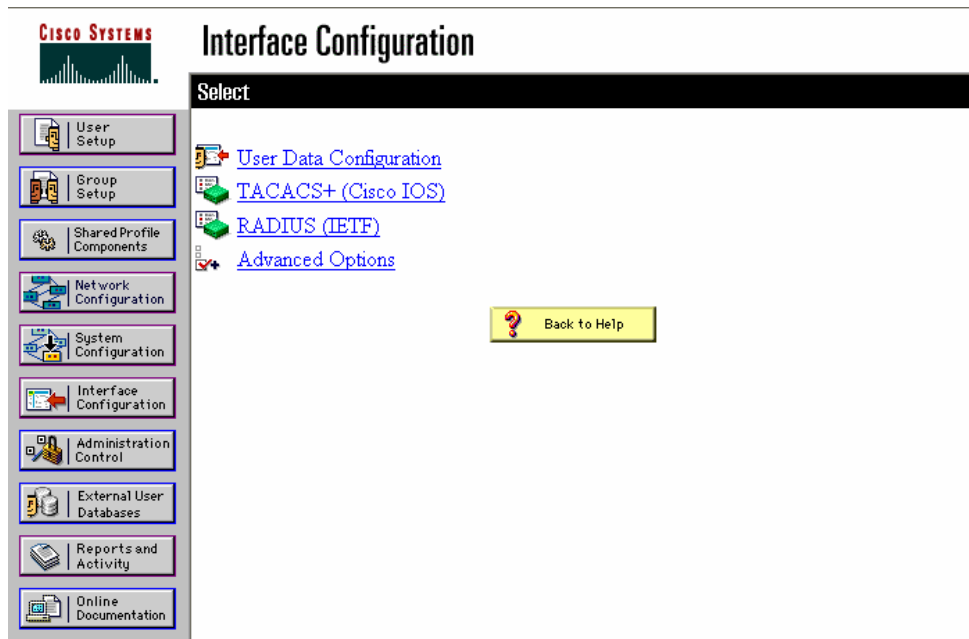 CISCO SYSTEMS
Interface Configuration
Select
User
Setup
Group
Setup
Shared Profile
Components
Network
Configuration
System
Configuration
Interface
Configuration
Administration
Control
External User
Databases
Reports and
Activity
Online
Documentation
User Data Configuration
TACACS+ (Cisco IOS)
RADIUS (IETF)
Advanced Options
Back to Help